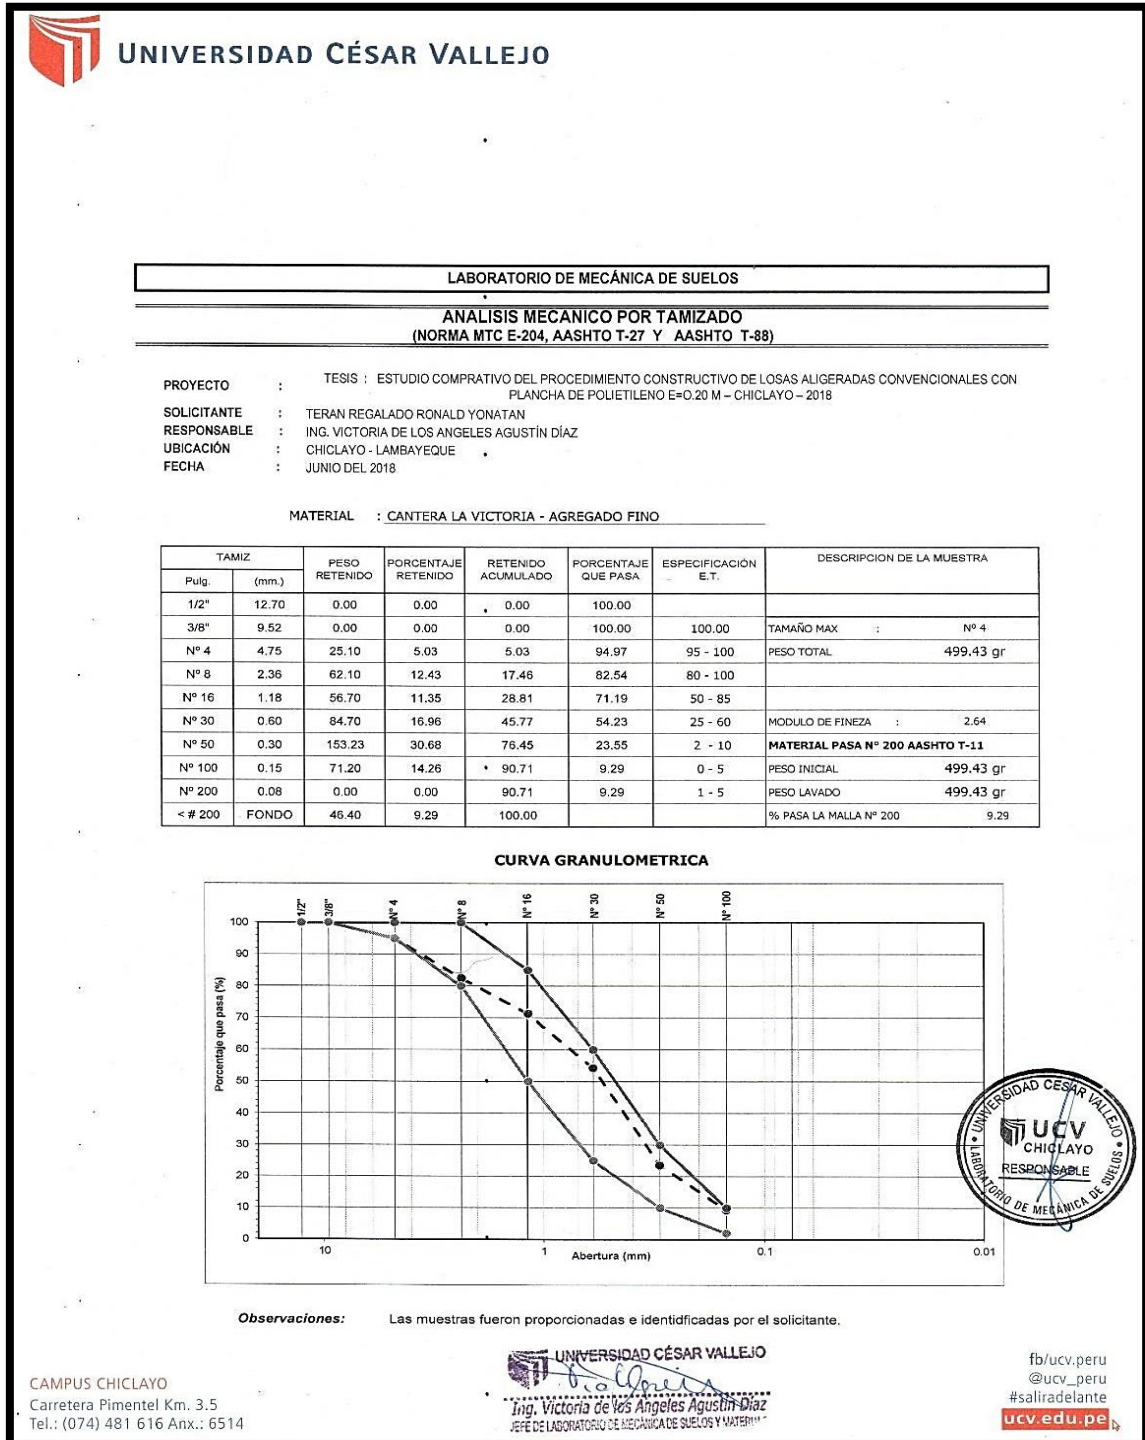 UNIVERSIDAD CÉSAR VALLEJO
LABORATORIO DE MECÁNICA DE SUELOS
ANALISIS MECANICO POR TAMIZADO
(NORMA MTC E-204, AASHTO T-27 Y AASHTO T-88)
PROYECTO : TESIS : ESTUDIO COMPRATIVO DEL PROCEDIMIENTO CONSTRUCTIVO DE LOSAS ALIGERADAS CONVENCIONALES CON
PLANCHA DE POLIETILENO E=O.20 M – CHICLAYO – 2018
SOLICITANTE : TERAN REGALADO RONALD YONATAN
RESPONSABLE : ING. VICTORIA DE LOS ANGELES AGUSTÍN DÍAZ
UBICACIÓN : CHICLAYO - LAMBAYEQUE
FECHA : JUNIO DEL 2018
MATERIAL : CANTERA LA VICTORIA - AGREGADO FINO
TAMIZ PESO RETENIDO PORCENTAJE RETENIDO RETENIDO ACUMULADO PORCENTAJE QUE PASA ESPECIFICACIÓN E.T. DESCRIPCION DE LA MUESTRA
Pulg. (mm.)
1/2" 12.70 0.00 0.00 0.00 100.00
3/8" 9.52 0.00 0.00 0.00 100.00 100.00 TAMAÑO MAX : Nº 4
Nº 4 4.75 25.10 5.03 5.03 94.97 95 - 100 PESO TOTAL 499.43 gr
Nº 8 2.36 62.10 12.43 17.46 82.54 80 - 100
Nº 16 1.18 56.70 11.35 28.81 71.19 50 - 85
Nº 30 0.60 84.70 16.96 45.77 54.23 25 - 60 MODULO DE FINEZA : 2.64
Nº 50 0.30 153.23 30.68 76.45 23.55 2 - 10 MATERIAL PASA Nº 200 AASHTO T-11
Nº 100 0.15 71.20 14.26 90.71 9.29 0 - 5 PESO INICIAL 499.43 gr
Nº 200 0.08 0.00 0.00 90.71 9.29 1 - 5 PESO LAVADO 499.43 gr
< # 200 FONDO 46.40 9.29 100.00 % PASA LA MALLA Nº 200 9.29
CURVA GRANULOMETRICA
1/2" 3/8" Nº 4 Nº 8 Nº 16 Nº 30 Nº 50 Nº 100
Porcentaje que pasa (%)
100
90
80
70
60
50
40
30
20
10
0
10 1 0.1 0.01
Abertura (mm)
UNIVERSIDAD CESAR VALLEJO
UCV
CHICLAYO
RESPONSABLE
LABORATORIO DE MECÁNICA DE SUELOS
Observaciones: Las muestras fueron proporcionadas e identidficadas por el solicitante.
UNIVERSIDAD CÉSAR VALLEJO
Ing. Victoria de los Angeles Agustín Díaz
JEFE DE LABORATORIO DE MECÁNICA DE SUELOS Y
CAMPUS CHICLAYO
Carretera Pimentel Km. 3.5
Tel.: (074) 481 616 Anx.: 6514
fb/ucv.peru
@ucv_peru
#saliradelante
ucv.edu.pe